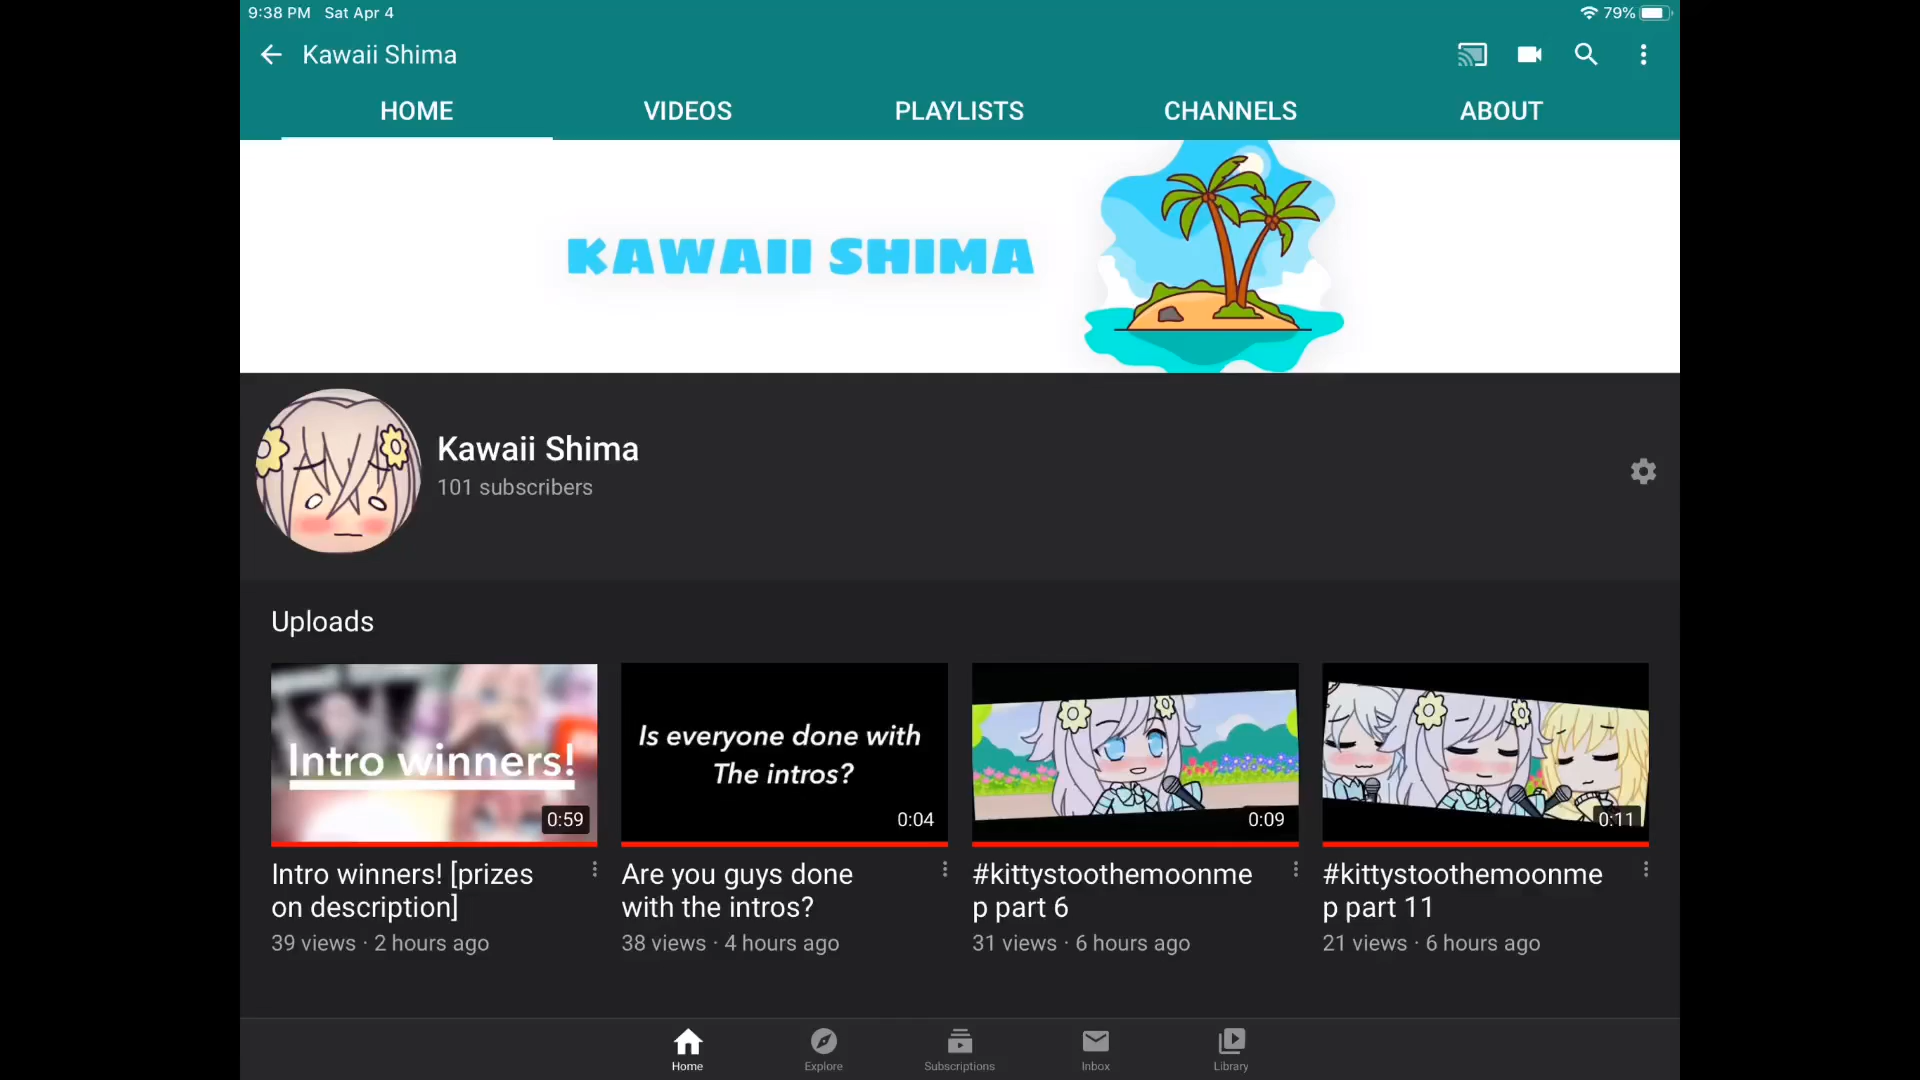 9:38 PM Sat Apr 4
79%
Kawaii Shima
HOME VIDEOS PLAYLISTS CHANNELS ABOUT
KAWAII SHIMA
Kawaii Shima
101 subscribers
Uploads
Intro winners!
0:59
Is everyone done with
The intros?
0:04
0:09
0:11
Intro winners! [prizes
on description]
39 views · 2 hours ago
Are you guys done
with the intros?
38 views · 4 hours ago
#kittystoothemoonme
p part 6
31 views · 6 hours ago
#kittystoothemoonme
p part 11
21 views · 6 hours ago
Home Explore Subscriptions Inbox Library